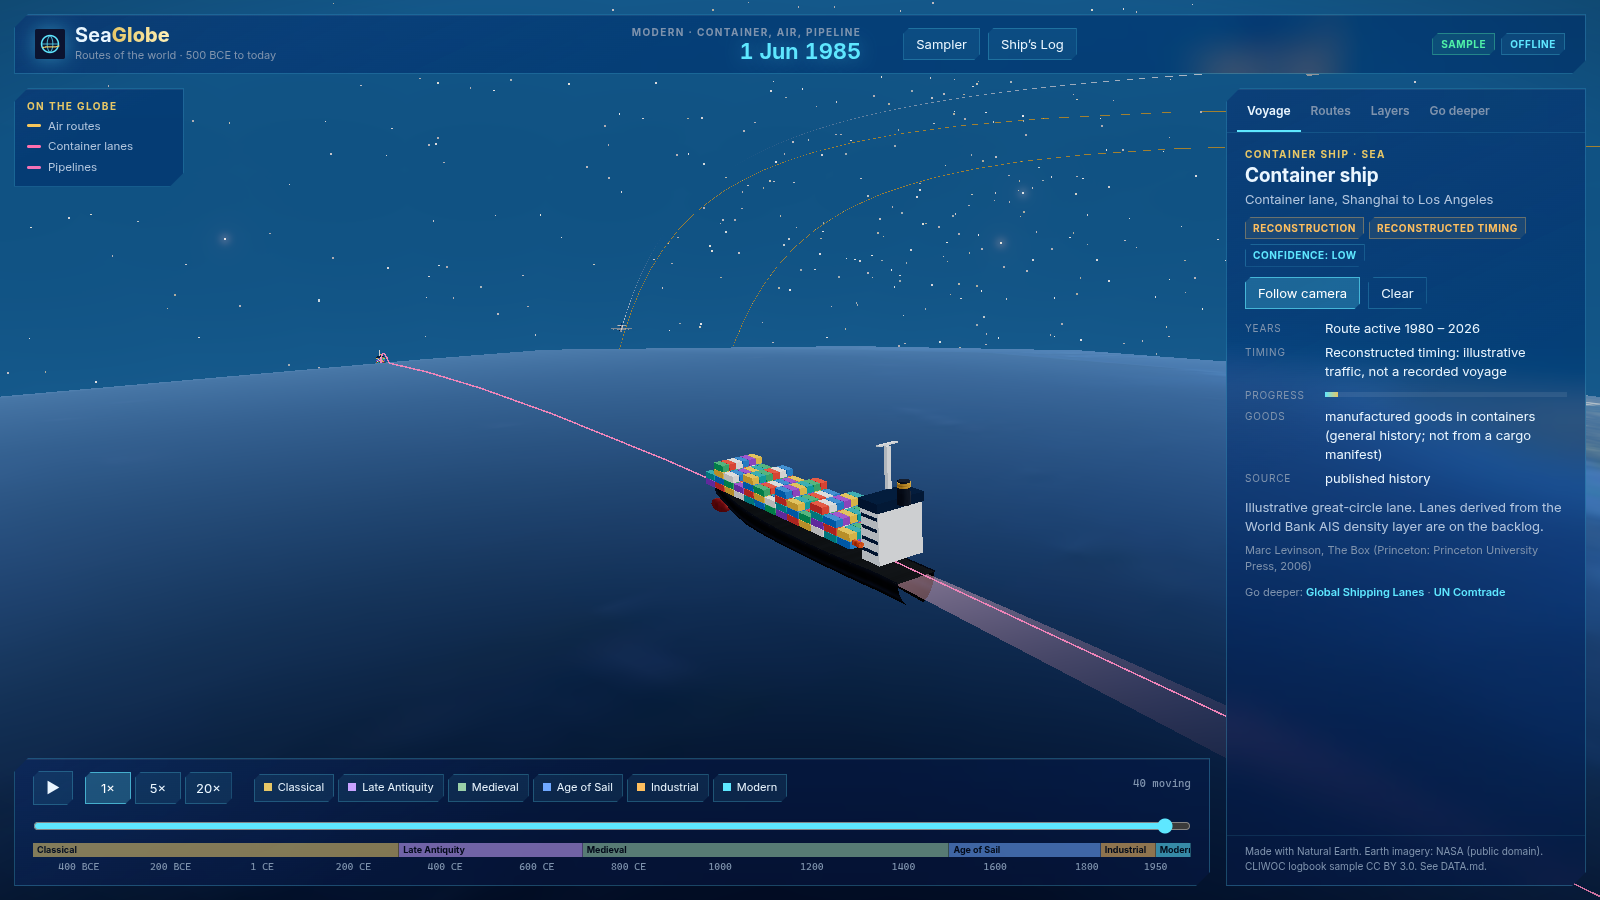 SeaGlobe
Routes of the world · 500 BCE to today
MODERN · CONTAINER, AIR, PIPELINE
1 Jun 1985
Sampler
Ship's Log
SAMPLE
OFFLINE
ON THE GLOBE
Air routes
Container lanes
Pipelines
Voyage
Routes
Layers
Go deeper
CONTAINER SHIP · SEA
Container ship
Container lane, Shanghai to Los Angeles
RECONSTRUCTION
RECONSTRUCTED TIMING
CONFIDENCE: LOW
Follow camera
Clear
YEARS
Route active 1980 – 2026
TIMING
Reconstructed timing: illustrative
traffic, not a recorded voyage
PROGRESS
GOODS
manufactured goods in containers
(general history; not from a cargo
manifest)
SOURCE
published history
Illustrative great-circle lane. Lanes derived from the
World Bank AIS density layer are on the backlog.
Marc Levinson, The Box (Princeton: Princeton University
Press, 2006)
Go deeper: Global Shipping Lanes · UN Comtrade
1×
5×
20×
Classical
Late Antiquity
Medieval
Age of Sail
Industrial
Modern
40 moving
Classical
Late Antiquity
Medieval
Age of Sail
Industrial
Modern
400 BCE
200 BCE
1 CE
200 CE
400 CE
600 CE
800 CE
1000
1200
1400
1600
1800
1950
Made with Natural Earth. Earth imagery: NASA (public domain).
CLIWOC logbook sample CC BY 3.0. See DATA.md.